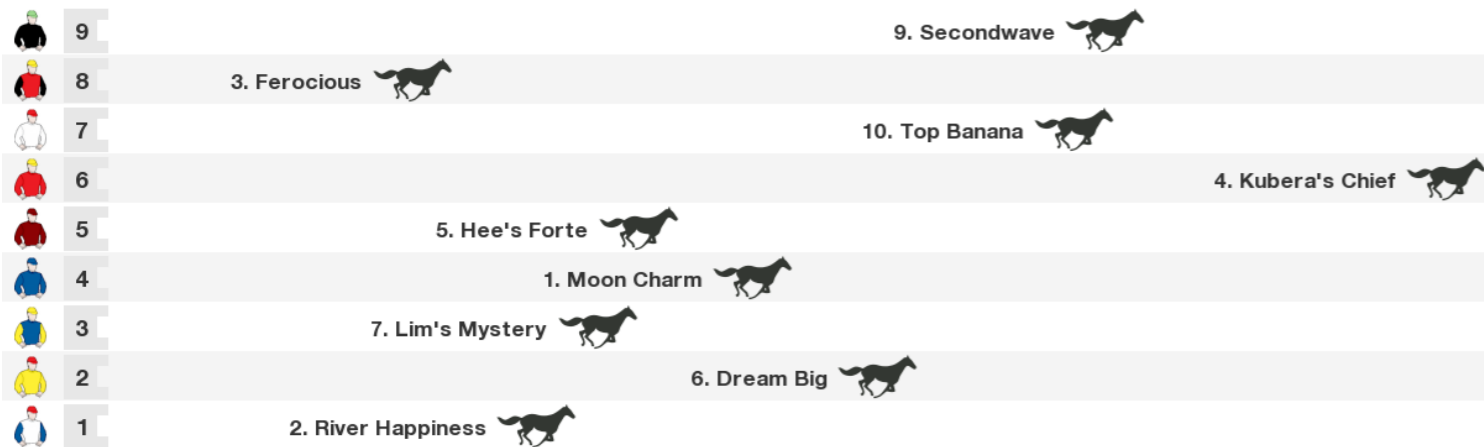 9 9. Secondwave
8 3. Ferocious
7 10. Top Banana
6 4. Kubera's Chief
5 5. Hee's Forte
4 1. Moon Charm
3 7. Lim's Mystery
2 6. Dream Big
1 2. River Happiness